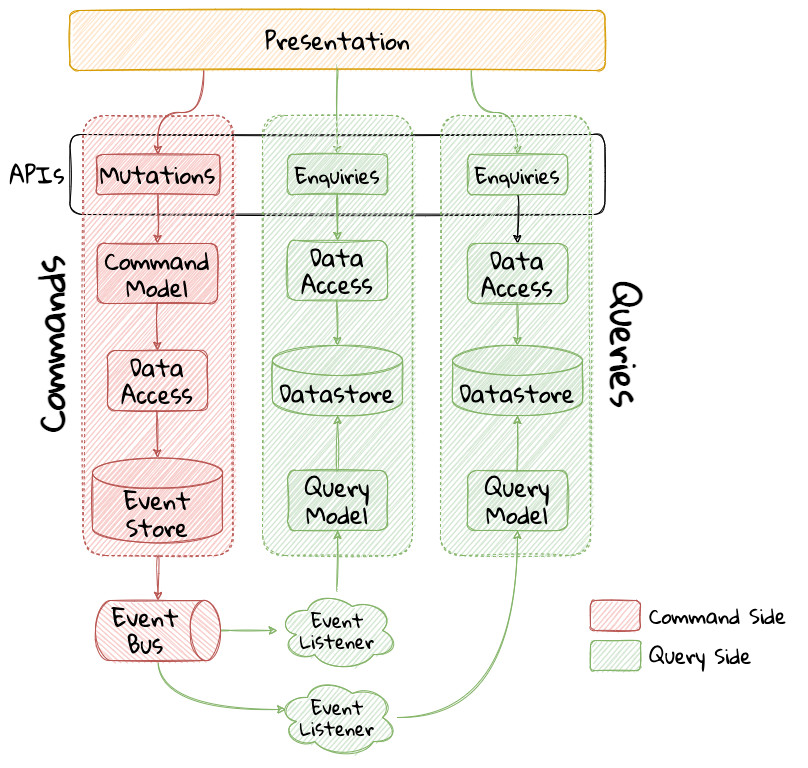 Presentation
APIs
Mutations
Enquiries
Enquiries
Commands
Command
Model
Data
Access
Data
Access
Queries
Data
Access
Datastore
Datastore
Event
Store
Query
Model
Query
Model
Event
Bus
Event
Listener
Event
Listener
Command Side
Query Side